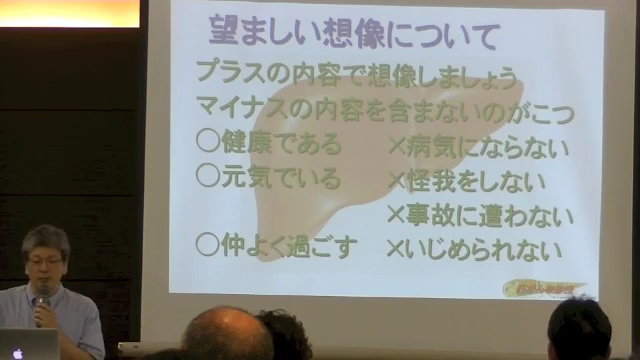 望ましい想像について
プラスの内容で想像しましょう
マイナスの内容を含まないのがこつ
○健康である ×病気にならない
○元気でいる ×怪我をしない
×事故に遭わない
○仲よく過ごす ×いじめられない